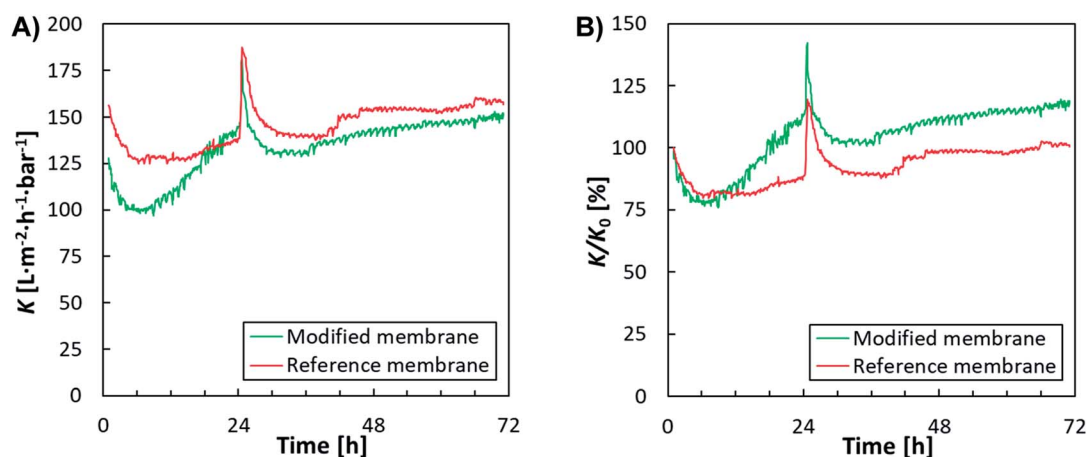 A)
200
175
150
125
100
75
50
25
0
K [L·m⁻²·h⁻¹·bar⁻¹]
Modified membrane
Reference membrane
0 24 48 72
Time [h]
B)
150
125
100
75
50
25
0
K/K₀ [%]
Modified membrane
Reference membrane
0 24 48 72
Time [h]